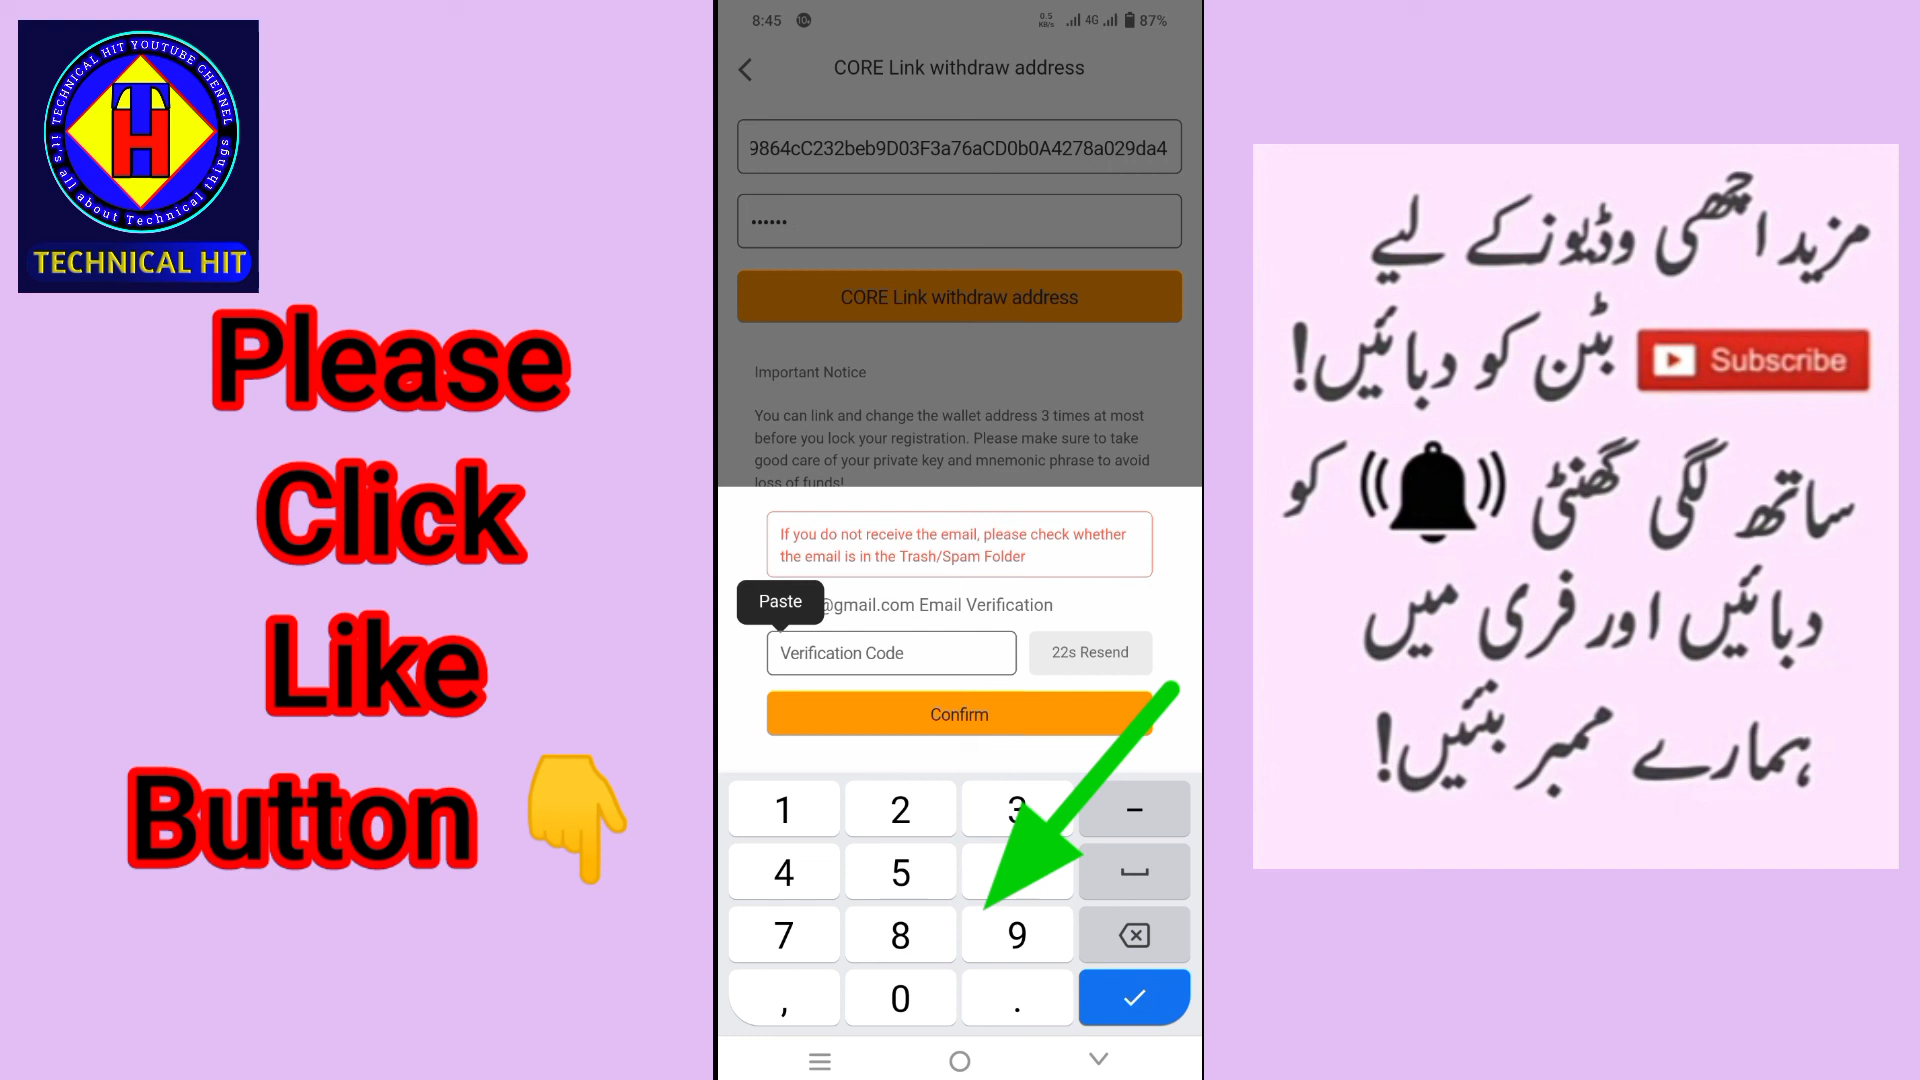 TECHNICAL HIT YOUTUBE CHENNEL
it's all about Technical things
TH
TECHNICAL HIT
Please
Click
Like
Button
8:45
10+
0.5
KB/s
4G
87%
CORE Link withdraw address
9864cC232beb9D03F3a76aCD0b0A4278a029da4
••••••
CORE Link withdraw address
Important Notice
You can link and change the wallet address 3 times at most
before you lock your registration. Please make sure to take
good care of your private key and mnemonic phrase to avoid
loss of funds!
If you do not receive the email, please check whether
the email is in the Trash/Spam Folder
Paste
@gmail.com Email Verification
Verification Code
22s Resend
Confirm
1 2 3 -
4 5
7 8 9
, 0 .
مزید اچھی وڈیوز کے لیے
Subscribe بٹن کو دبائیں!
ساتھ لگی گھنٹی کو
دبائیں اور فری میں
ہمارے ممبر بنئیں!